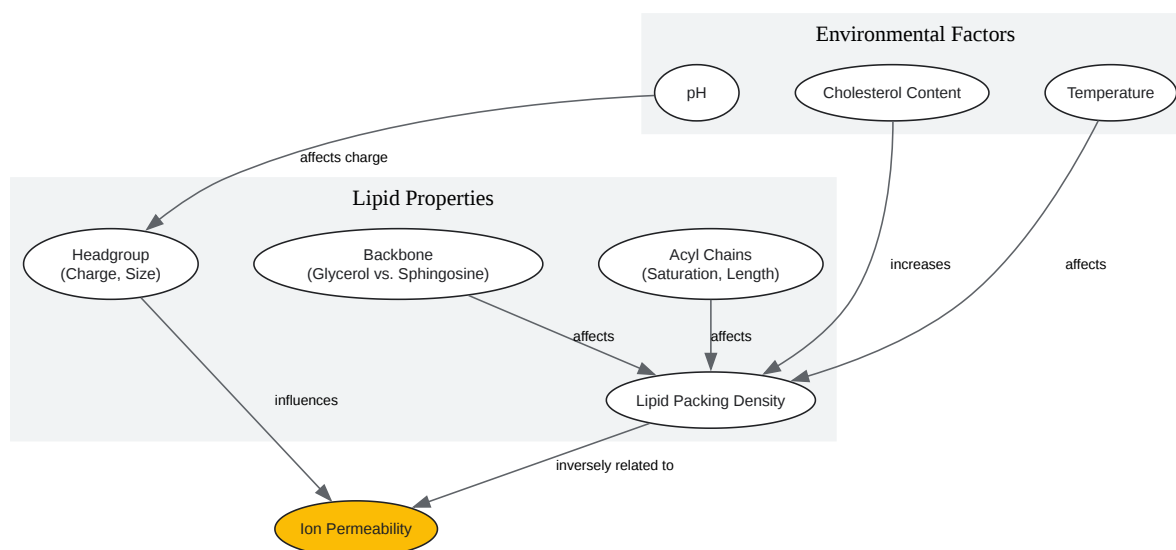 Environmental Factors
pH
Cholesterol Content
Temperature
affects charge
Lipid Properties
Headgroup
(Charge, Size)
Backbone
(Glycerol vs. Sphingosine)
Acyl Chains
(Saturation, Length)
increases
affects
affects
affects
Lipid Packing Density
influences
inversely related to
Ion Permeability